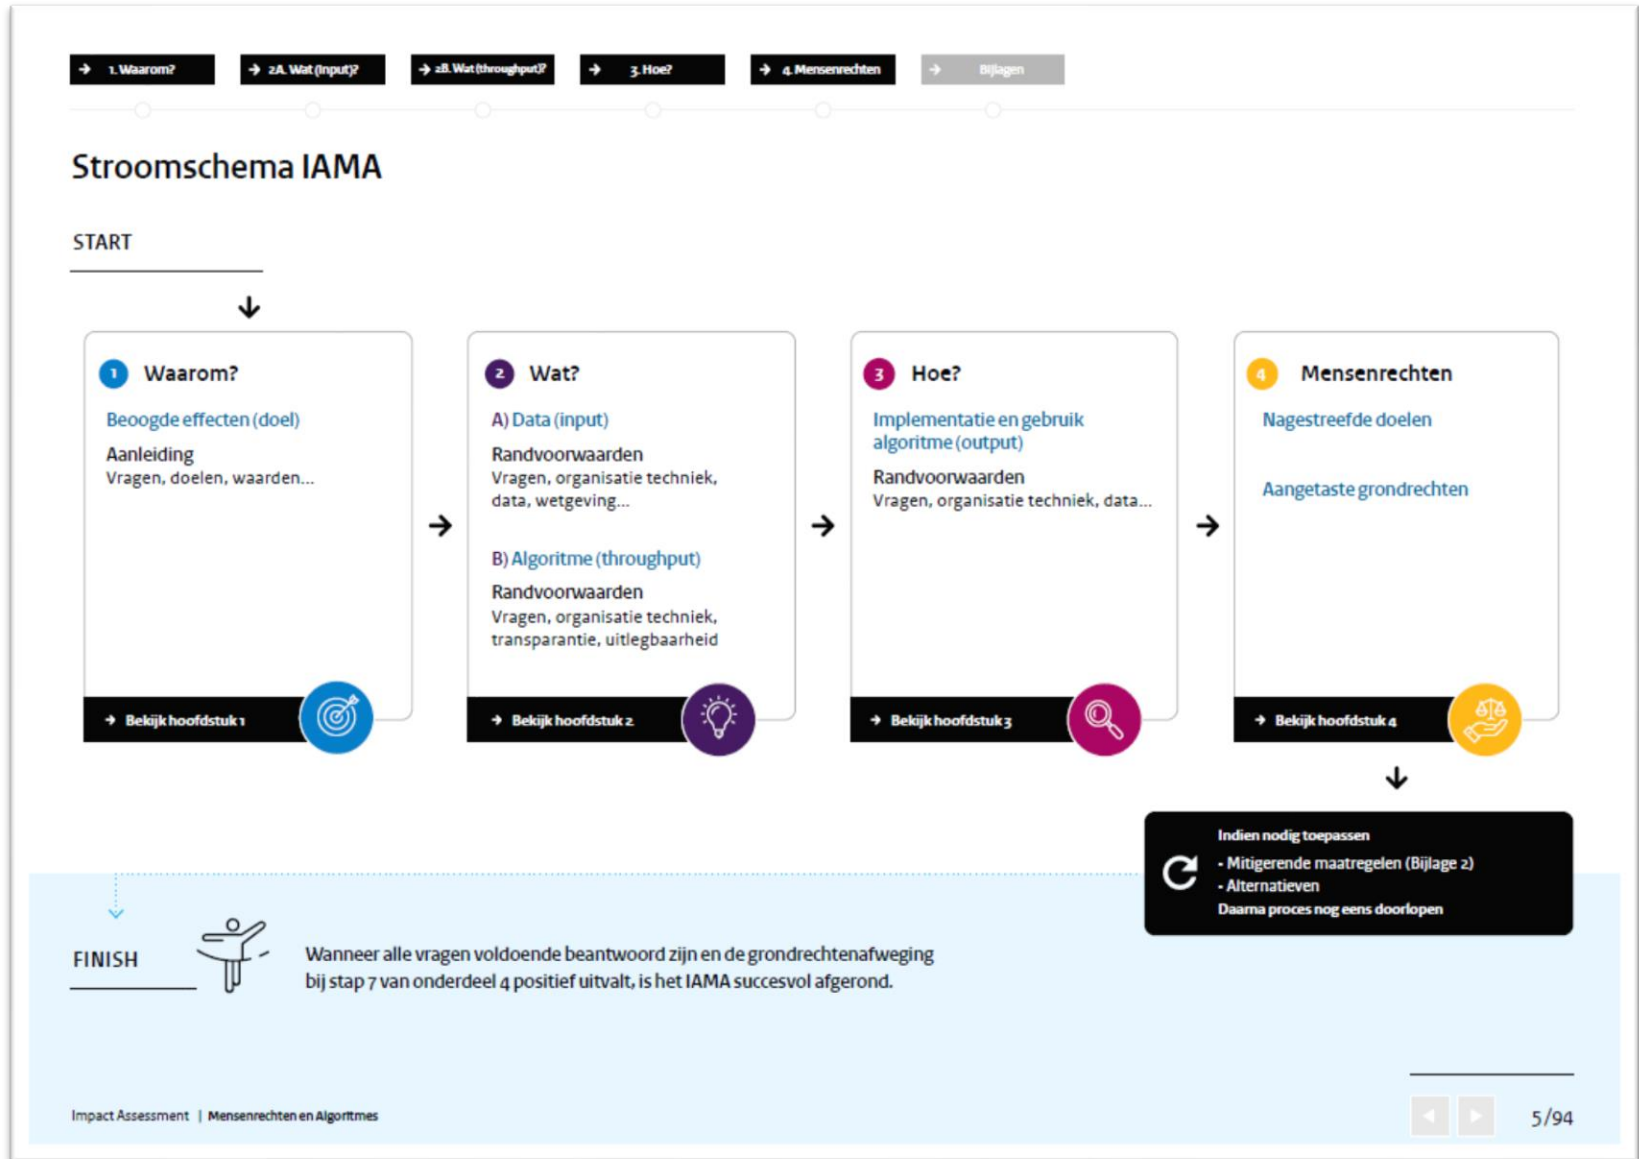 → 1. Waarom?
→ 2A. Wat (Input)?
→ 2B. Wat (throughput)?
→ 3. Hoe?
→ 4. Mensenrechten
→ Bijlagen
Stroomschema IAMA
START
1 Waarom?
Beoogde effecten (doel)
Aanleiding
Vragen, doelen, waarden...
→ Bekijk hoofdstuk 1
2 Wat?
A) Data (input)
Randvoorwaarden
Vragen, organisatie techniek,
data, wetgeving...
B) Algoritme (throughput)
Randvoorwaarden
Vragen, organisatie techniek,
transparantie, uitlegbaarheid
→ Bekijk hoofdstuk 2
3 Hoe?
Implementatie en gebruik
algoritme (output)
Randvoorwaarden
Vragen, organisatie techniek, data...
→ Bekijk hoofdstuk 3
4 Mensenrechten
Nagestreefde doelen
Aangetaste grondrechten
→ Bekijk hoofdstuk 4
Indien nodig toepassen
- Mitigerende maatregelen (Bijlage 2)
- Alternatieven
Daarna proces nog eens doorlopen
FINISH
Wanneer alle vragen voldoende beantwoord zijn en de grondrechtenafweging
bij stap 7 van onderdeel 4 positief uitvalt, is het IAMA succesvol afgerond.
Impact Assessment | Mensenrechten en Algoritmes
5/94